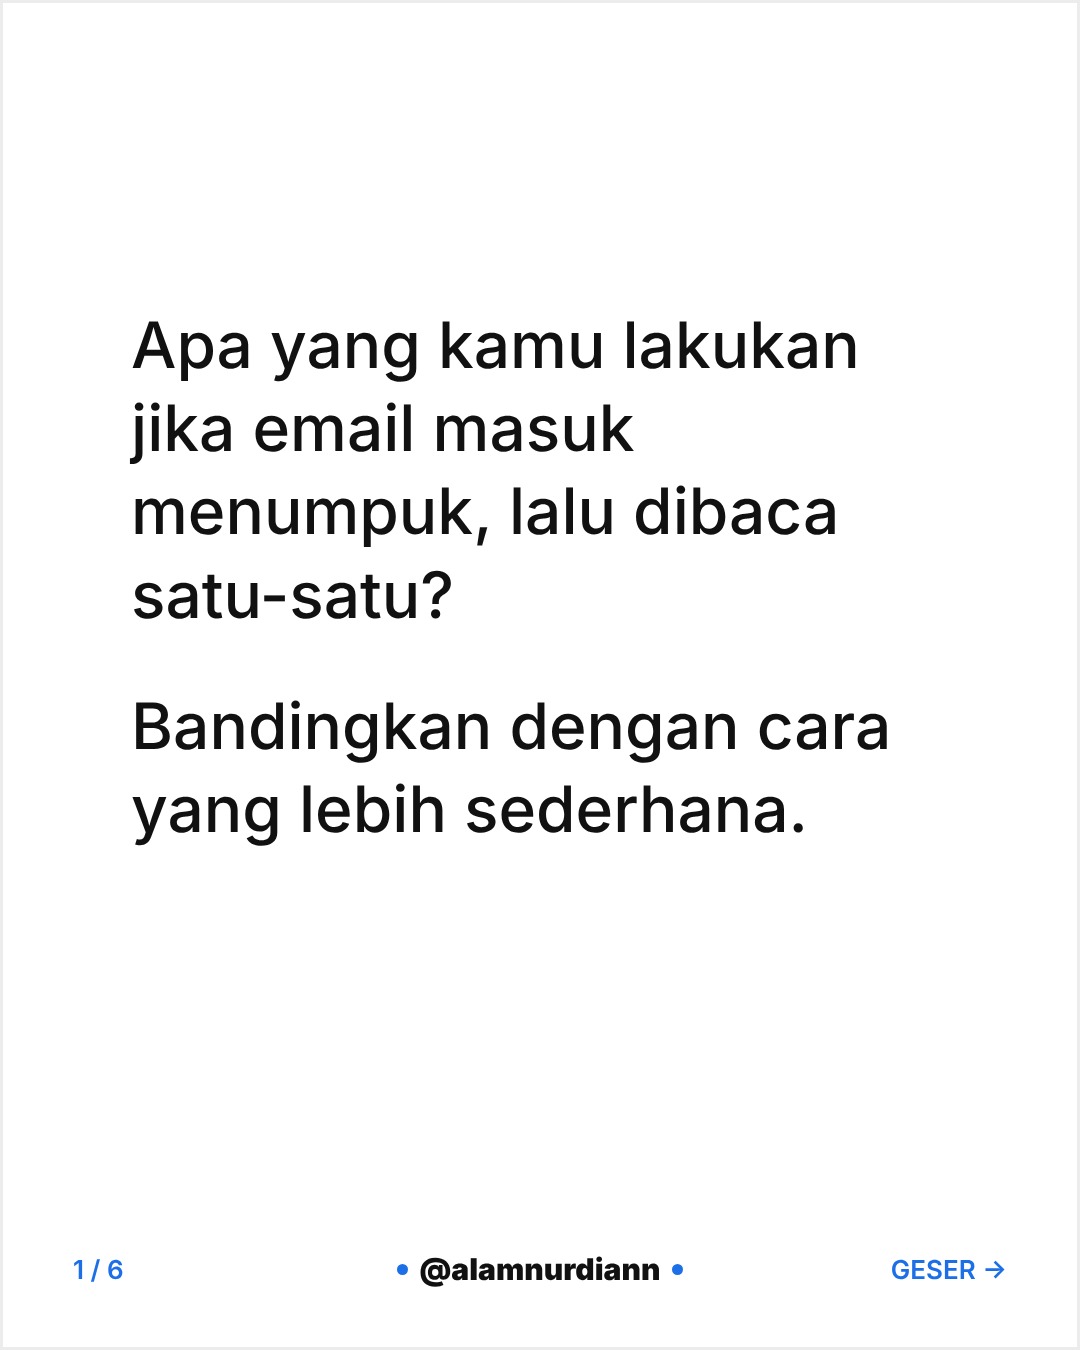 Apa yang kamu lakukan
jika email masuk
menumpuk, lalu dibaca
satu-satu?
Bandingkan dengan cara
yang lebih sederhana.
1 / 6
• @alamnurdiann •
GESER →